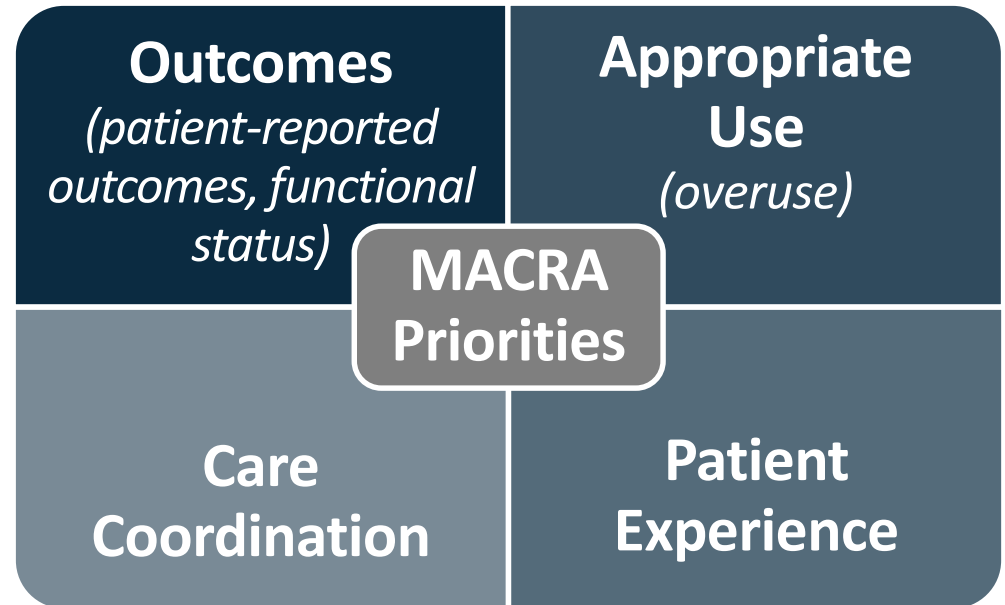 Outcomes
(patient-reported
outcomes, functional
status)
Appropriate
Use
(overuse)
MACRA
Priorities
Care
Coordination
Patient
Experience